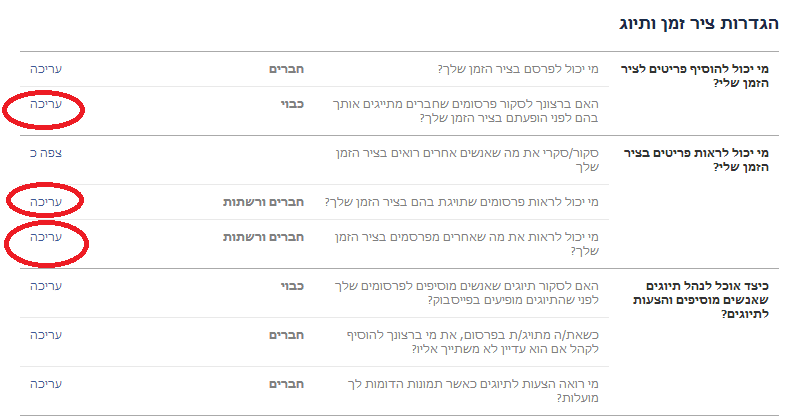 הגדרות ציר זמן ותיוג
מי יכול להוסיף פריטים לציר
הזמן שלי?
מי יכול לפרסם בציר הזמן שלך?
חברים
עריכה
האם ברצונך לסקור פרסומים שחברים מתייגים אותך
בהם לפני הופעתם בציר הזמן שלך?
כבוי
עריכה
מי יכול לראות פריטים בציר
הזמן שלי?
סקור/סקרי את מה שאנשים אחרים רואים בציר הזמן
שלך
צפה כ
מי יכול לראות פרסומים שתויגת בהם בציר הזמן שלך?
חברים ורשתות
עריכה
מי יכול לראות את מה שאחרים מפרסמים בציר הזמן
שלך?
חברים ורשתות
עריכה
כיצד אוכל לנהל תיוגים
שאנשים מוסיפים והצעות
לתיוגים?
האם לסקור תיוגים שאנשים מוסיפים לפרסומים שלך
לפני שהתיוגים מופיעים בפייסבוק?
כבוי
עריכה
כשאת/ה מתויג/ת בפרסום, את מי ברצונך להוסיף
לקהל אם הוא עדיין לא משתייך אליו?
חברים
עריכה
מי רואה הצעות לתיוגים כאשר תמונות הדומות לך
מועלות?
חברים
עריכה